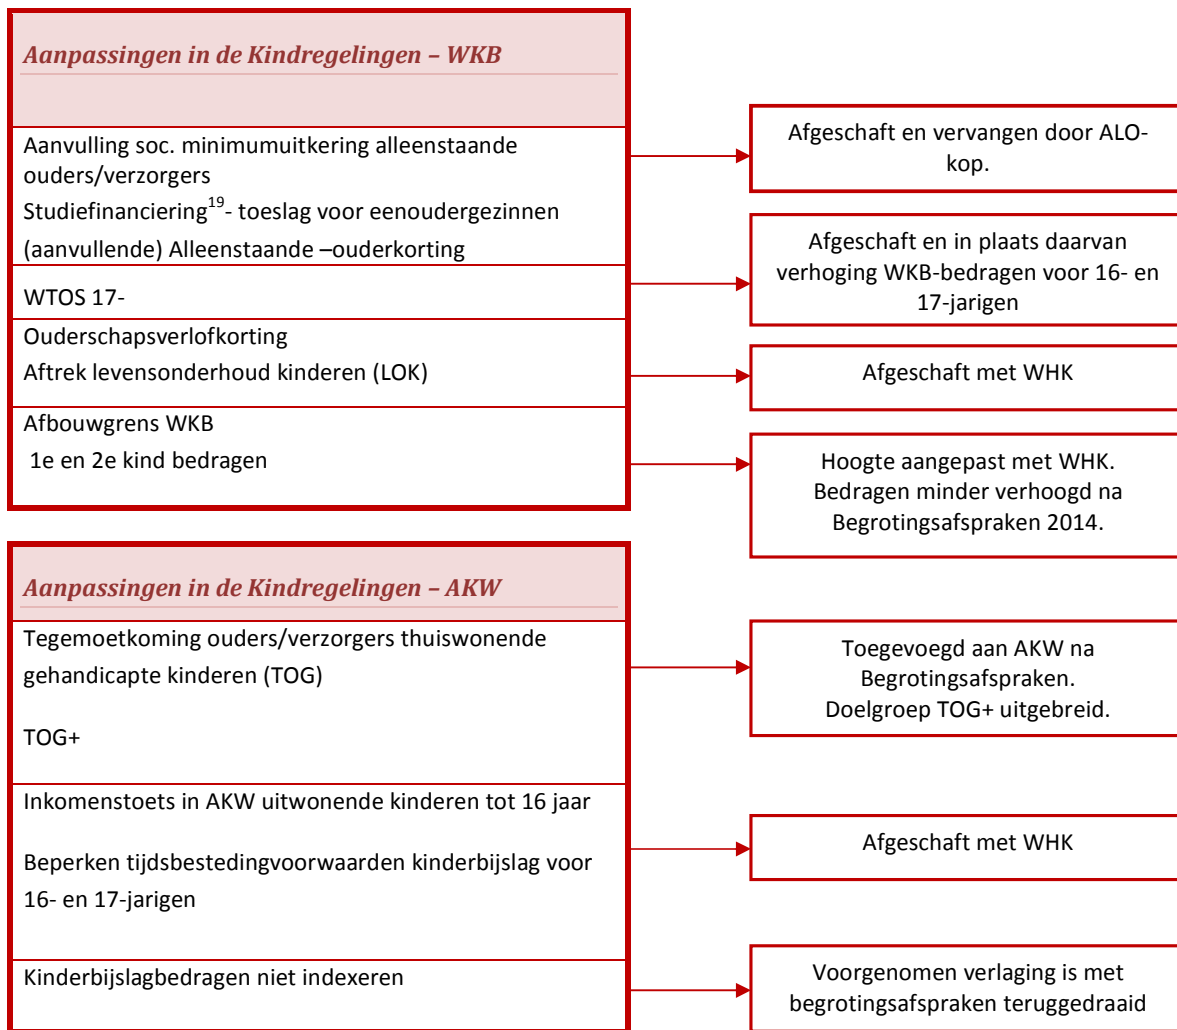 Aanpassingen in de Kindregelingen – WKB
Aanvulling soc. minimumuitkering alleenstaande
ouders/verzorgers
Studiefinanciering19- toeslag voor eenoudergezinnen
(aanvullende) Alleenstaande –ouderkorting
Afgeschaft en vervangen door ALO-
kop.
WTOS 17-
Afgeschaft en in plaats daarvan
verhoging WKB-bedragen voor 16- en
17-jarigen
Ouderschapsverlofkorting
Aftrek levensonderhoud kinderen (LOK)
Afgeschaft met WHK
Afbouwgrens WKB
1e en 2e kind bedragen
Hoogte aangepast met WHK.
Bedragen minder verhoogd na
Begrotingsafspraken 2014.
Aanpassingen in de Kindregelingen – AKW
Tegemoetkoming ouders/verzorgers thuiswonende
gehandicapte kinderen (TOG)
TOG+
Toegevoegd aan AKW na
Begrotingsafspraken.
Doelgroep TOG+ uitgebreid.
Inkomenstoets in AKW uitwonende kinderen tot 16 jaar
Beperken tijdsbestedingvoorwaarden kinderbijslag voor
16- en 17-jarigen
Afgeschaft met WHK
Kinderbijslagbedragen niet indexeren
Voorgenomen verlaging is met
begrotingsafspraken teruggedraaid